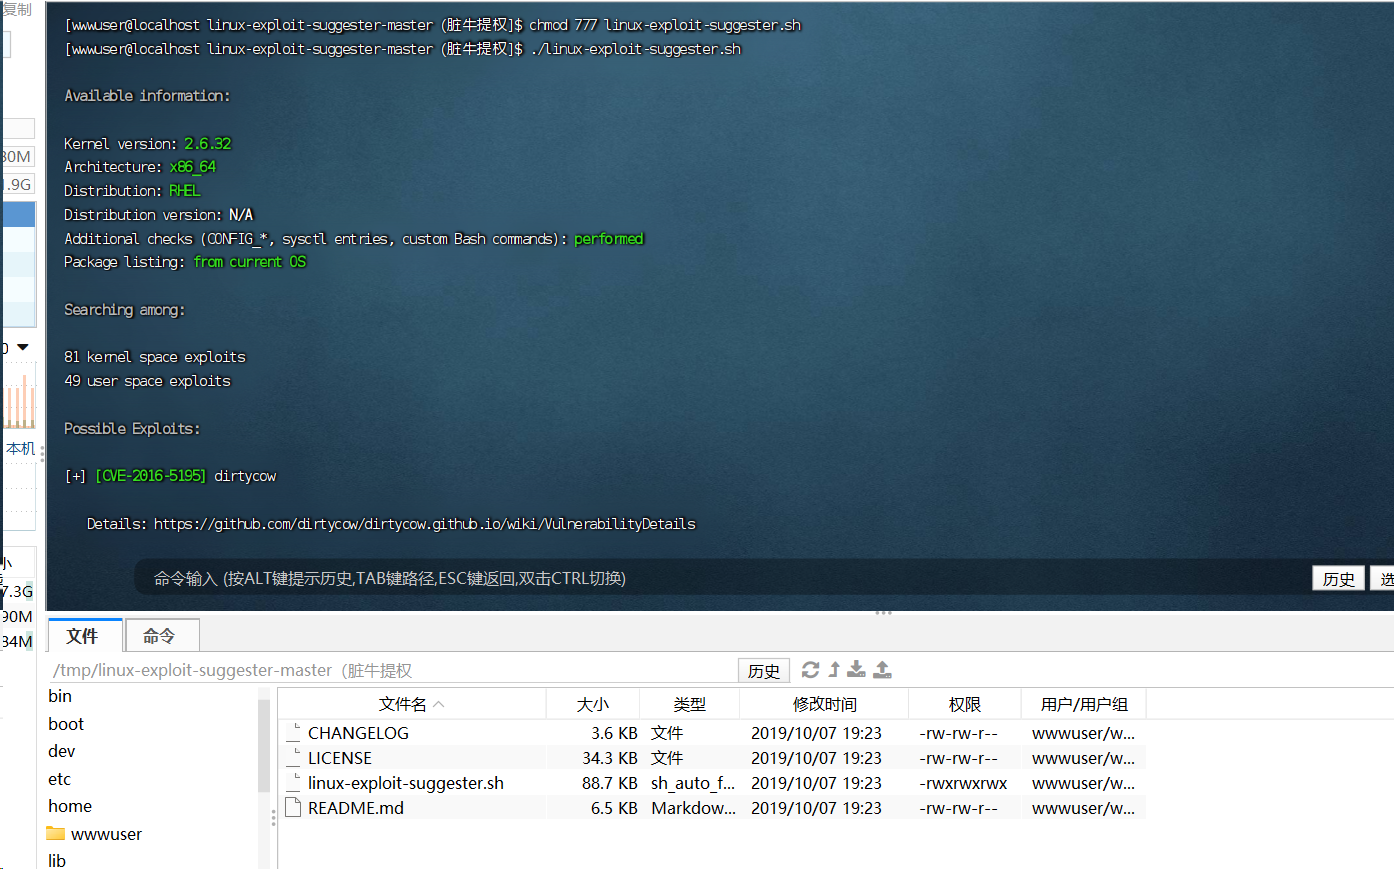 复制
[wwwuser@localhost linux-exploit-suggester-master (脏牛提权]$ chmod 777 linux-exploit-suggester.sh
[wwwuser@localhost linux-exploit-suggester-master (脏牛提权]$ ./linux-exploit-suggester.sh
Available information:
Kernel version: 2.6.32
Architecture: x86_64
Distribution: RHEL
Distribution version: N/A
Additional checks (CONFIG_*, sysctl entries, custom Bash commands): performed
Package listing: from current OS
Searching among:
81 kernel space exploits
49 user space exploits
Possible Exploits:
[+] [CVE-2016-5195] dirtycow
Details: https://github.com/dirtycow/dirtycow.github.io/wiki/VulnerabilityDetails
命令输入 (按ALT键提示历史,TAB键路径,ESC键返回,双击CTRL切换)
历史 选
30M
.9G
0
本机
小
7.3G
90M
34M
文件 命令
/tmp/linux-exploit-suggester-master（脏牛提权
历史
bin
boot
dev
etc
home
wwwuser
lib
文件名 大小 类型 修改时间 权限 用户/用户组
CHANGELOG 3.6 KB 文件 2019/10/07 19:23 -rw-rw-r-- wwwuser/w...
LICENSE 34.3 KB 文件 2019/10/07 19:23 -rw-rw-r-- wwwuser/w...
linux-exploit-suggester.sh 88.7 KB sh_auto_f... 2019/10/07 19:23 -rwxrwxrwx wwwuser/w...
README.md 6.5 KB Markdow... 2019/10/07 19:23 -rw-rw-r-- wwwuser/w...